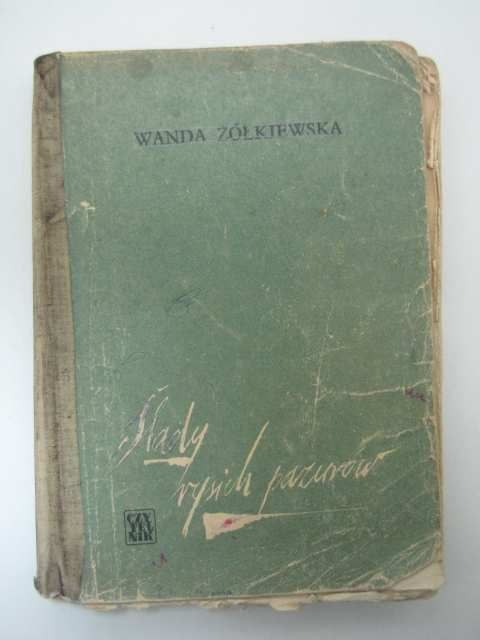 WANDA ŻÓŁKIEWSKA
Ślady
rysich pazurów
CZY
TEL
NIK